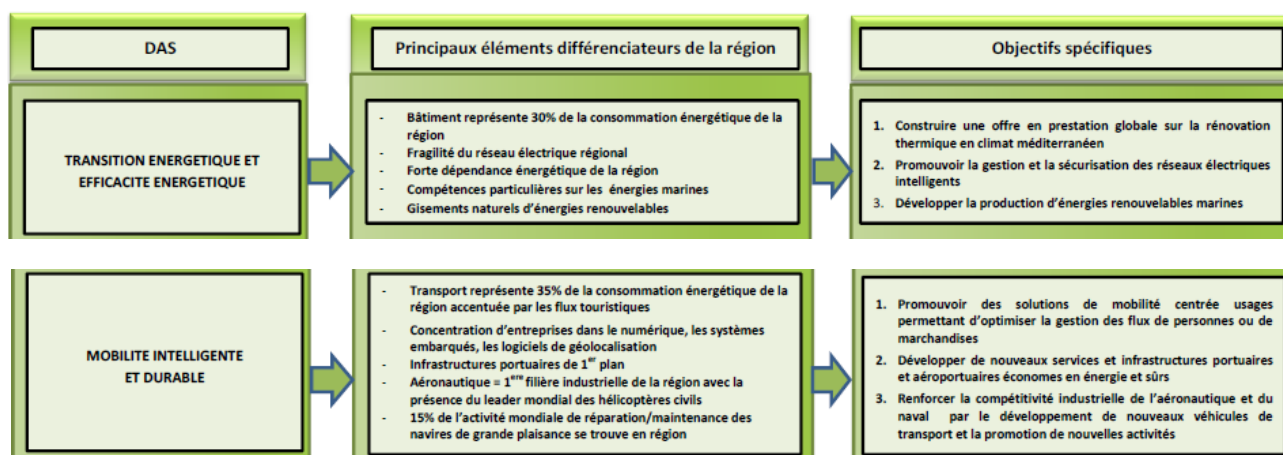 DAS
Principaux éléments différenciateurs de la région
Objectifs spécifiques
TRANSITION ENERGETIQUE ET
EFFICACITE ENERGETIQUE
- Bâtiment représente 30% de la consommation énergétique de la
région
- Fragilité du réseau électrique régional
- Forte dépendance énergétique de la région
- Compétences particulières sur les énergies marines
- Gisements naturels d'énergies renouvelables
1. Construire une offre en prestation globale sur la rénovation
thermique en climat méditerranéen
2. Promouvoir la gestion et la sécurisation des réseaux électriques
intelligents
3. Développer la production d'énergies renouvelables marines
MOBILITE INTELLIGENTE
ET DURABLE
- Transport représente 35% de la consommation énergétique de la
région accentuée par les flux touristiques
- Concentration d'entreprises dans le numérique, les systèmes
embarqués, les logiciels de géolocalisation
- Infrastructures portuaires de 1er plan
- Aéronautique = 1ere filière industrielle de la région avec la
présence du leader mondial des hélicoptères civils
- 15% de l'activité mondiale de réparation/maintenance des
navires de grande plaisance se trouve en région
1. Promouvoir des solutions de mobilité centrée usages
permettant d'optimiser la gestion des flux de personnes ou de
marchandises
2. Développer de nouveaux services et infrastructures portuaires
et aéroportuaires économes en énergie et sûrs
3. Renforcer la compétitivité industrielle de l'aéronautique et du
naval par le développement de nouveaux véhicules de
transport et la promotion de nouvelles activités